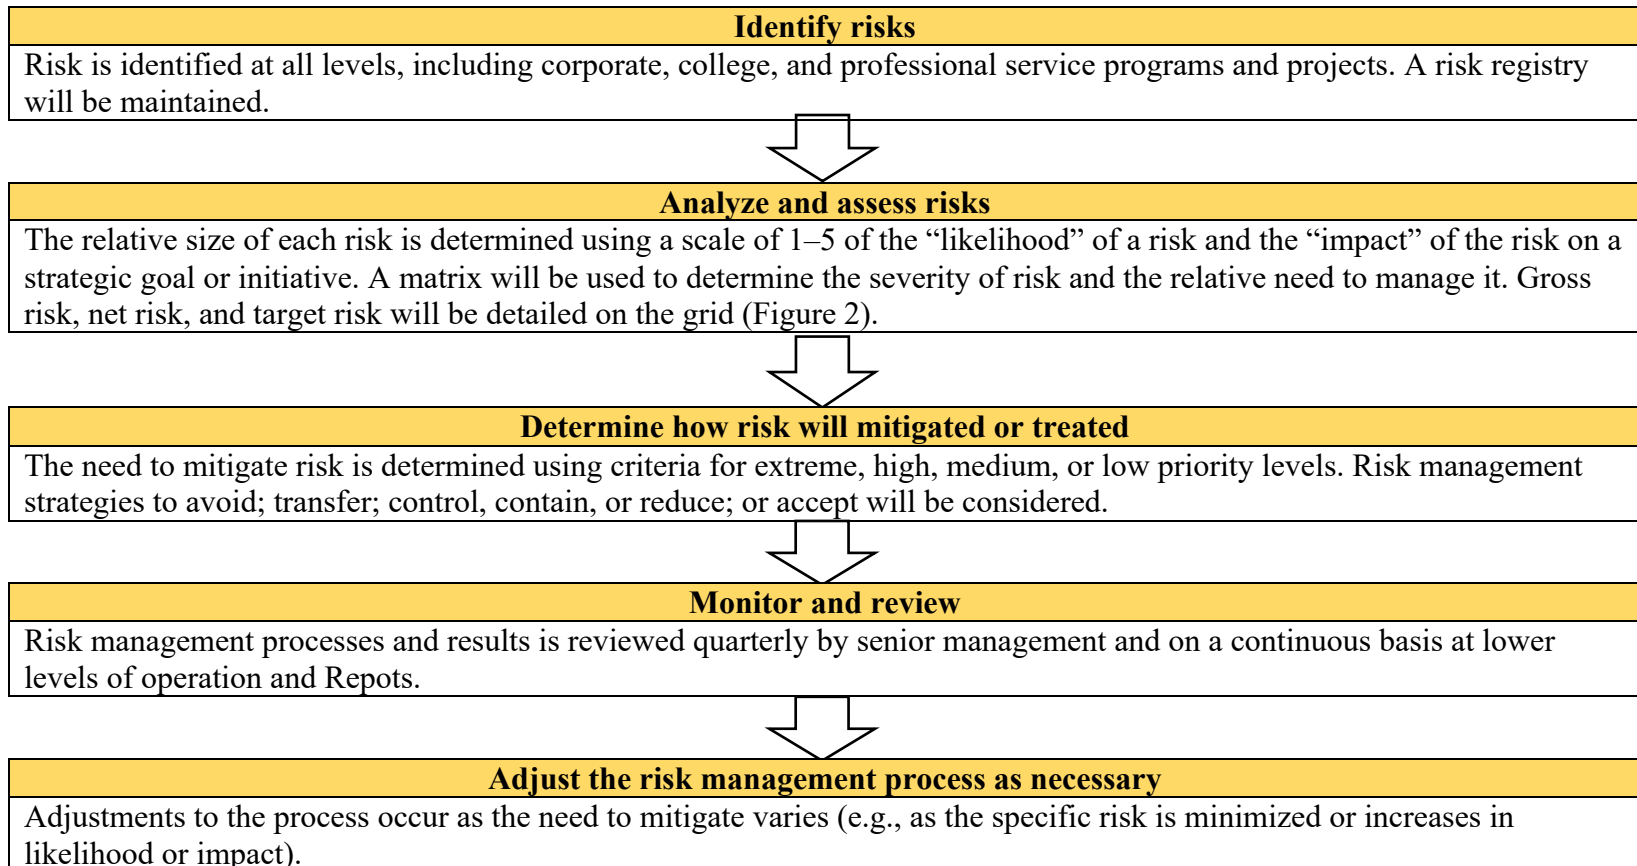 Identify risks
Risk is identified at all levels, including corporate, college, and professional service programs and projects. A risk registry
will be maintained.
Analyze and assess risks
The relative size of each risk is determined using a scale of 1–5 of the “likelihood” of a risk and the “impact” of the risk on a
strategic goal or initiative. A matrix will be used to determine the severity of risk and the relative need to manage it. Gross
risk, net risk, and target risk will be detailed on the grid (Figure 2).
Determine how risk will mitigated or treated
The need to mitigate risk is determined using criteria for extreme, high, medium, or low priority levels. Risk management
strategies to avoid; transfer; control, contain, or reduce; or accept will be considered.
Monitor and review
Risk management processes and results is reviewed quarterly by senior management and on a continuous basis at lower
levels of operation and Repots.
Adjust the risk management process as necessary
Adjustments to the process occur as the need to mitigate varies (e.g., as the specific risk is minimized or increases in
likelihood or impact).